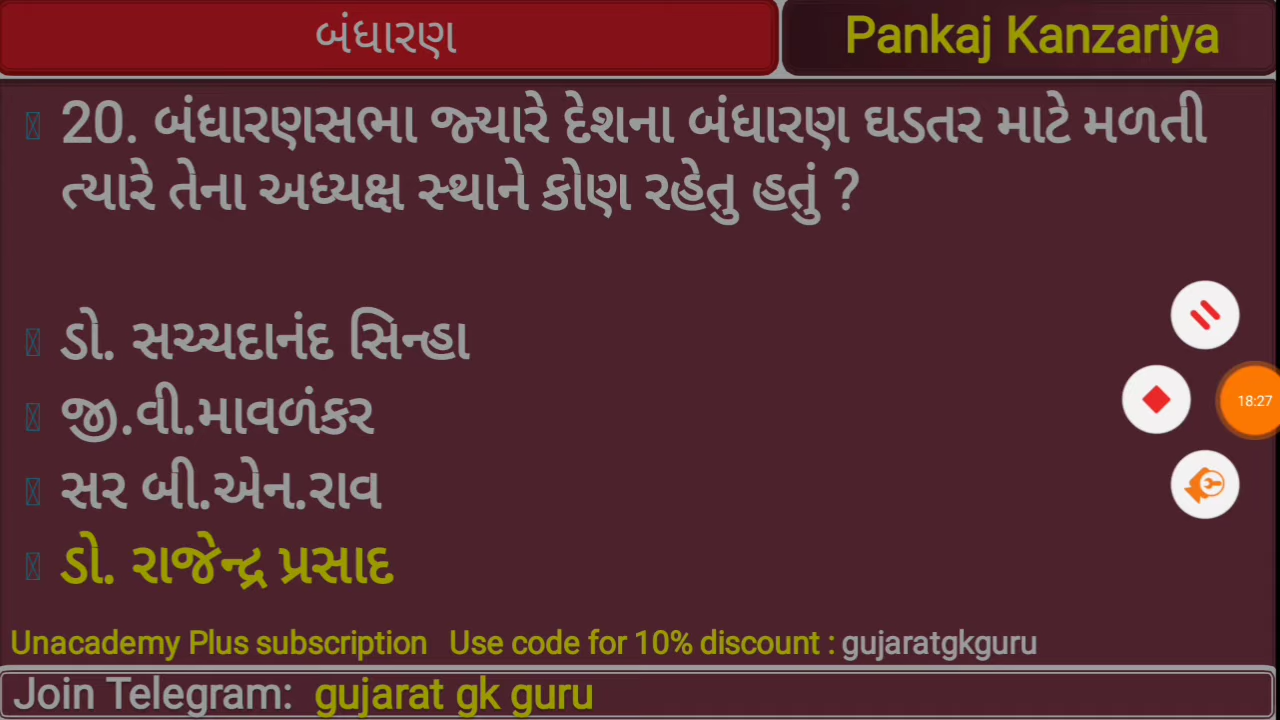 બંધારણ
Pankaj Kanzariya
20. બંધારણસભા જ્યારે દેશના બંધારણ ઘડતર માટે મળતી
ત્યારે તેના અધ્યક્ષ સ્થાને કોણ રહેતુ હતું ?
ડો. સચ્ચદાનંદ સિન્હા
જી.વી.માવળંકર
સર બી.એન.રાવ
ડો. રાજેન્દ્ર પ્રસાદ
18:27
Unacademy Plus subscription Use code for 10% discount : gujaratgkguru
Join Telegram: gujarat gk guru